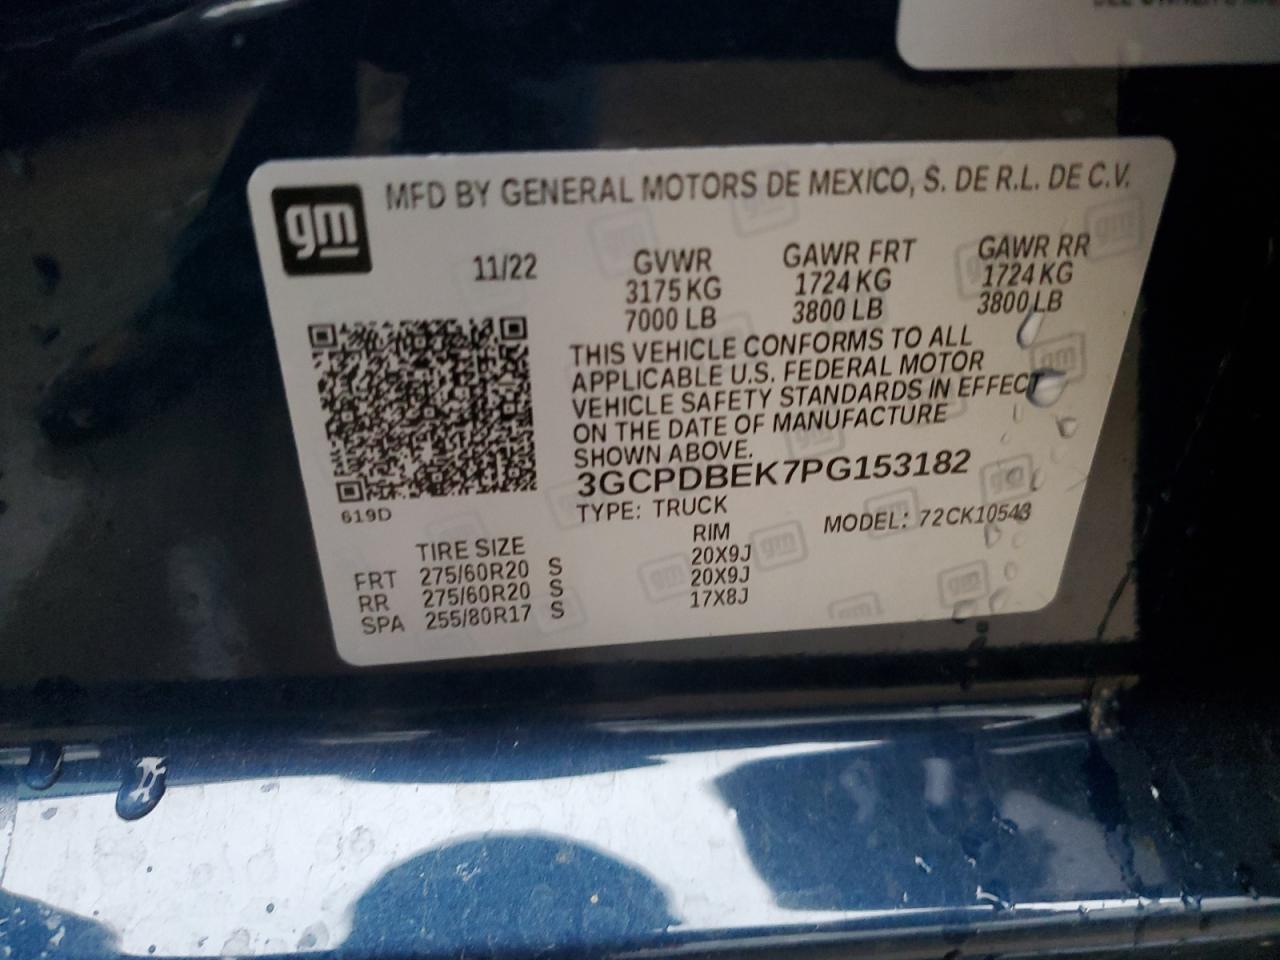 gm
MFD BY GENERAL MOTORS DE MEXICO, S. DE R.L. DE C.V.
11/22
GVWR
3175 KG
7000 LB
GAWR FRT
1724 KG
3800 LB
GAWR RR
1724 KG
3800 LB
THIS VEHICLE CONFORMS TO ALL
APPLICABLE U.S. FEDERAL MOTOR
VEHICLE SAFETY STANDARDS IN EFFECT
ON THE DATE OF MANUFACTURE
SHOWN ABOVE.
3GCPDBEK7PG153182
619D
TYPE: TRUCK
MODEL: 72CK10543
TIRE SIZE
RIM
FRT 275/60R20 S 20X9J
RR 275/60R20 S 20X9J
SPA 255/80R17 S 17X8J